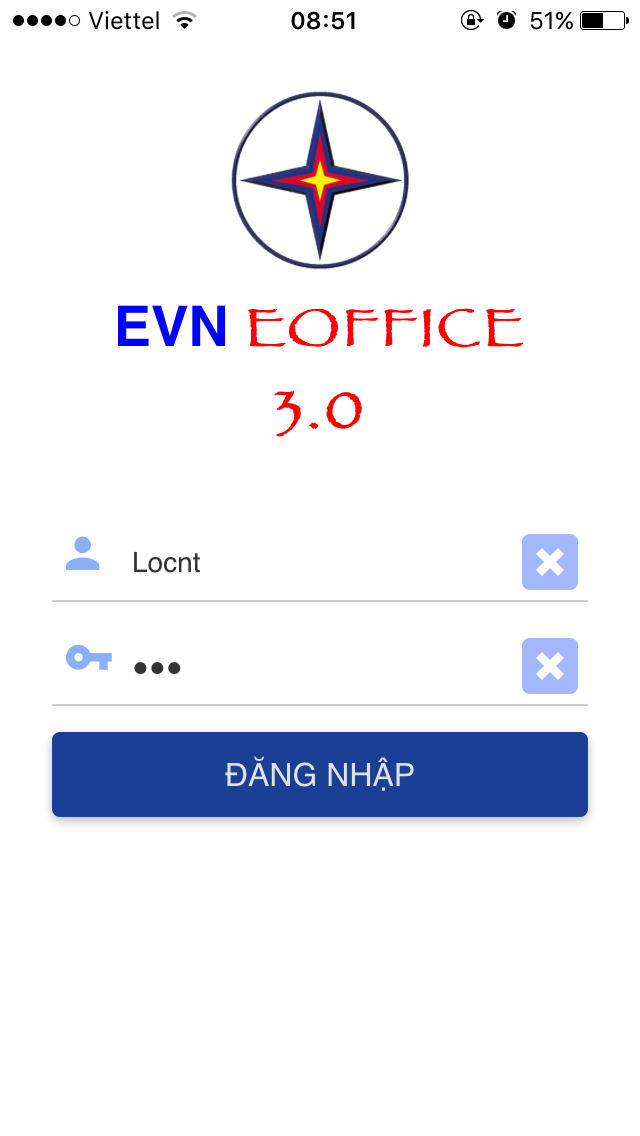 Viettel 08:51 51%
EVN EOFFICE
3.0
Locnt
•••
ĐĂNG NHẬP